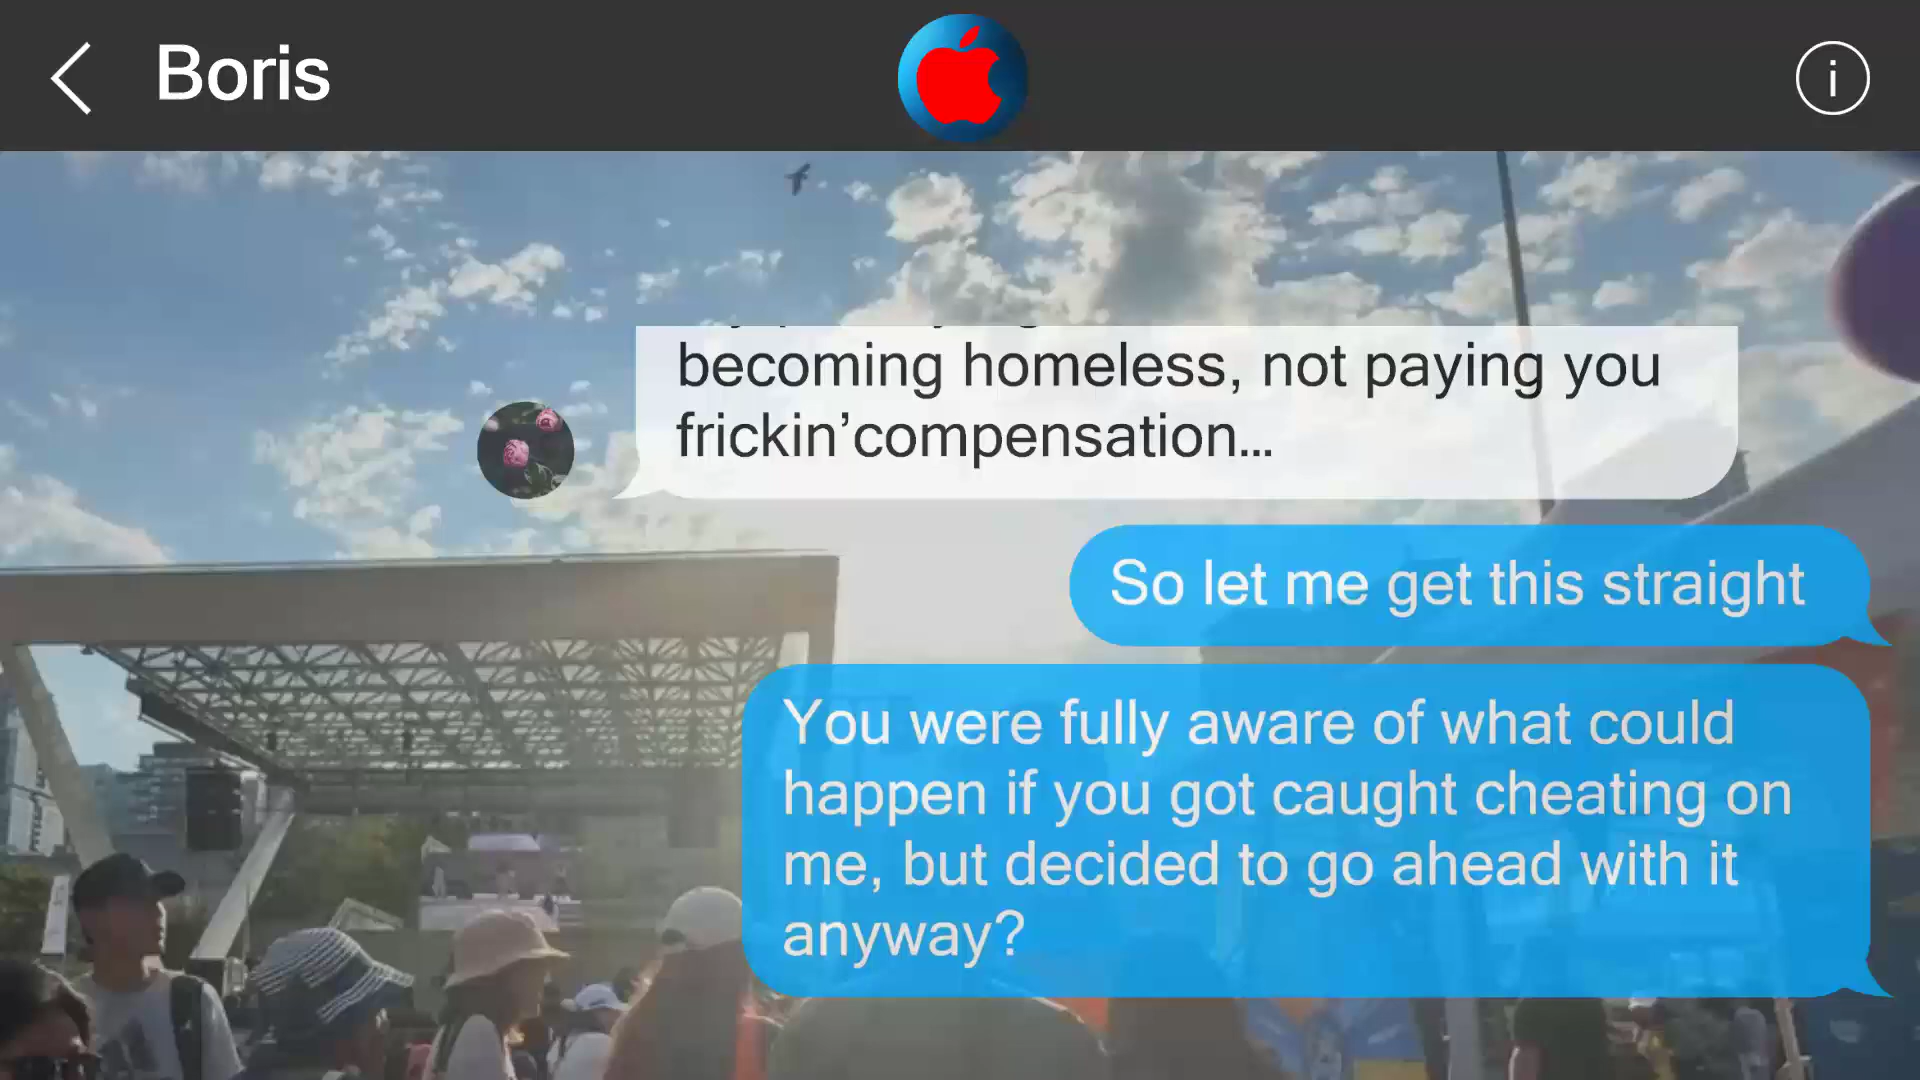 Boris
i
becoming homeless, not paying you
frickin’compensation...
So let me get this straight
You were fully aware of what could
happen if you got caught cheating on
me, but decided to go ahead with it
anyway?